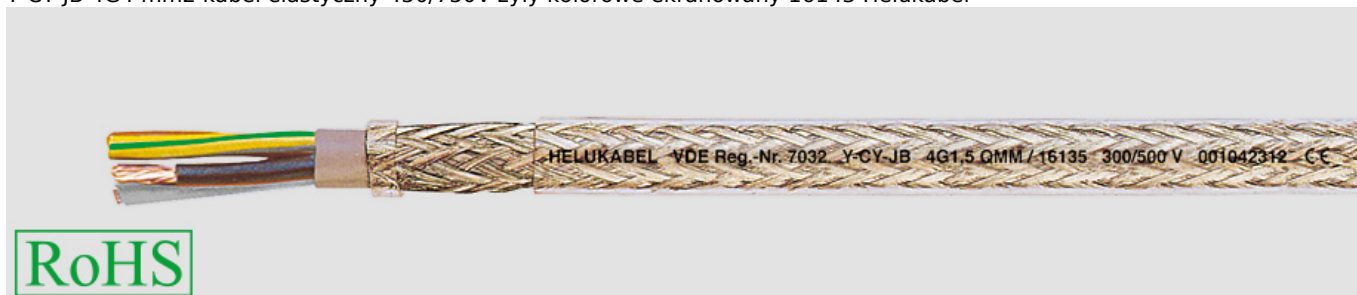 HELUKABEL VDE Reg.-Nr. 7032 Y-CY-JB 4G1,5 QMM / 16135 300/500 V 001042312 CE
RoHS